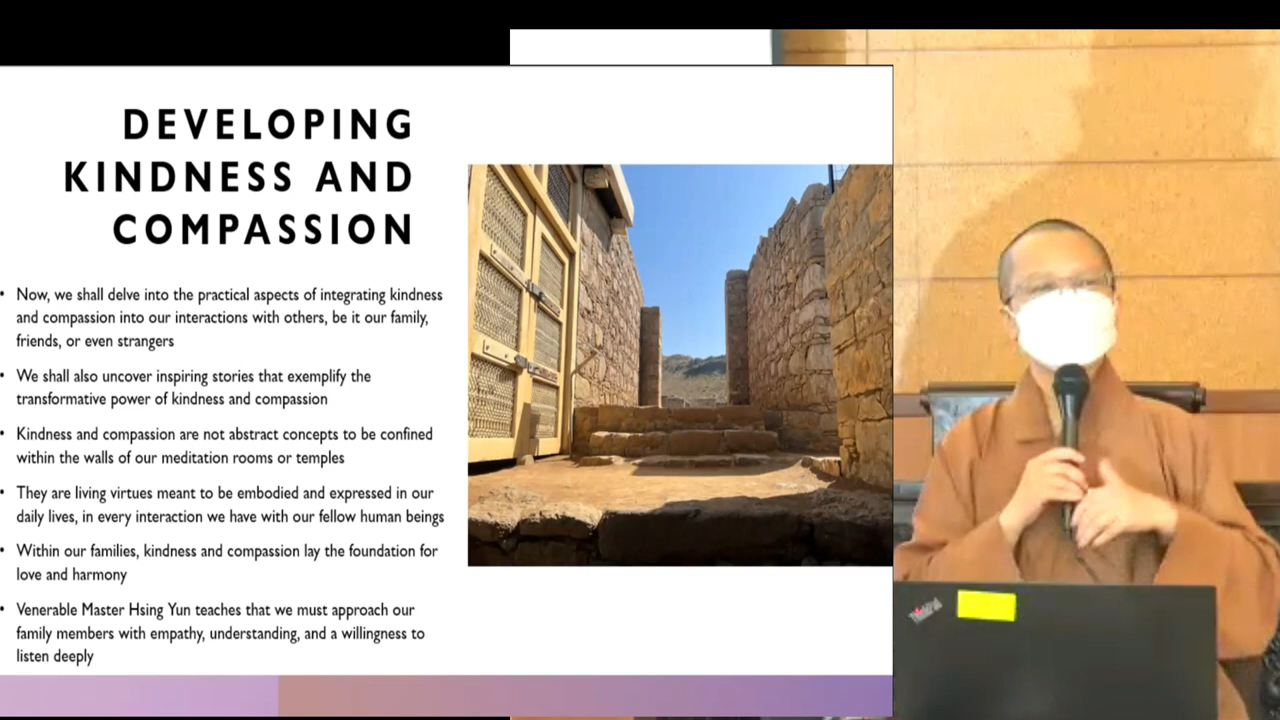 DEVELOPING
KINDNESS AND
COMPASSION
• Now, we shall delve into the practical aspects of integrating kindness
and compassion into our interactions with others, be it our family,
friends, or even strangers
• We shall also uncover inspiring stories that exemplify the
transformative power of kindness and compassion
• Kindness and compassion are not abstract concepts to be confined
within the walls of our meditation rooms or temples
• They are living virtues meant to be embodied and expressed in our
daily lives, in every interaction we have with our fellow human beings
• Within our families, kindness and compassion lay the foundation for
love and harmony
• Venerable Master Hsing Yun teaches that we must approach our
family members with empathy, understanding, and a willingness to
listen deeply
ThinkPad